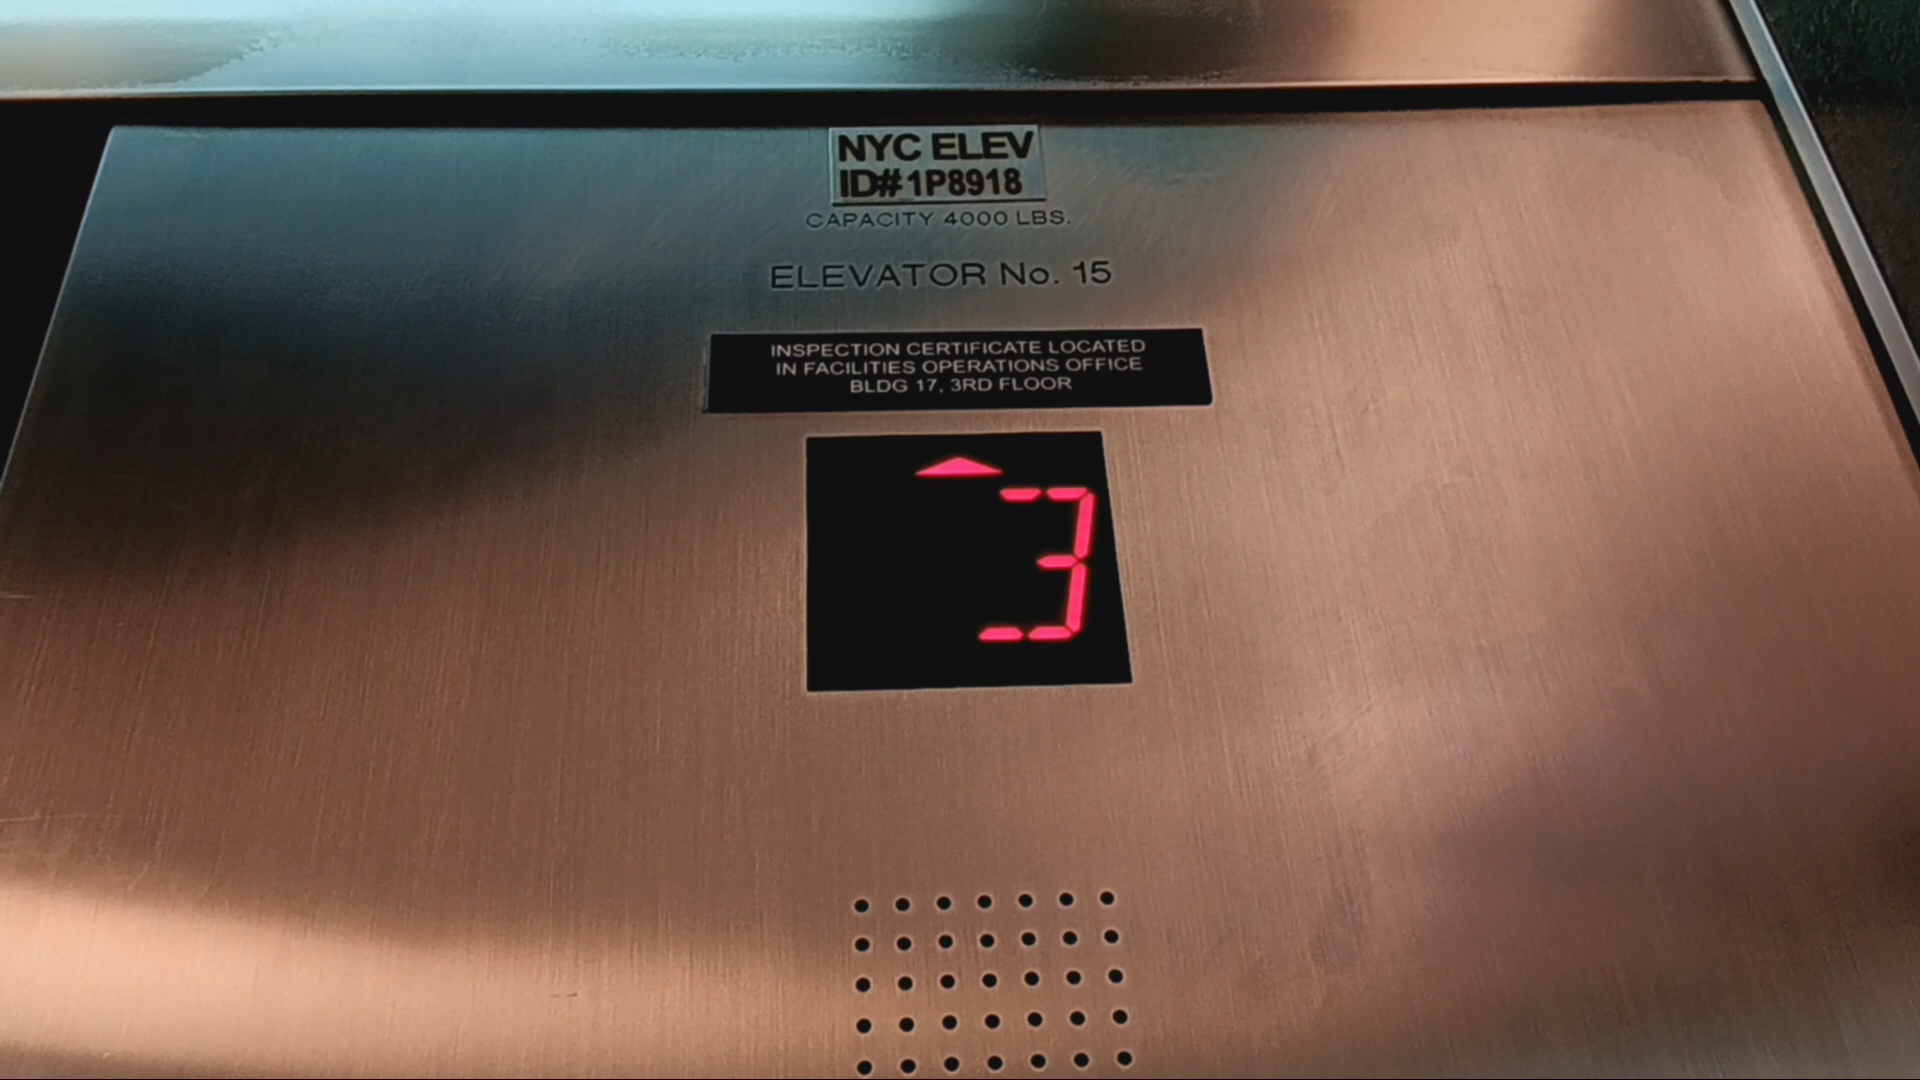 NYC ELEV
ID# 1P8918
CAPACITY 4000 LBS.
ELEVATOR No. 15
INSPECTION CERTIFICATE LOCATED
IN FACILITIES OPERATIONS OFFICE
BLDG 17, 3RD FLOOR
3